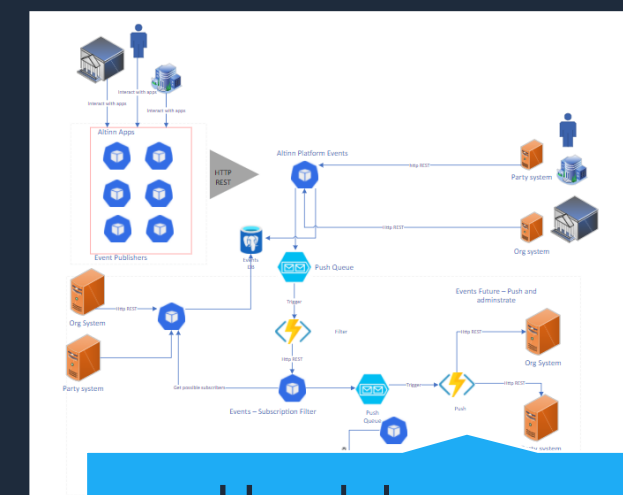 Interact with apps
Interact with apps
Interact with apps
Altinn Apps
HTTP
REST
Event Publishers
Altinn Platform Events
http REST
Party system
Http REST
Org system
Events
DB
Push Queue
Trigger
Filter
Http REST
Events Future – Push and
adminstrate
Org System
Http REST
Party system
Get possible subscribers
Events – Subscription Filter
Trigger
Push
Queue
Push
Http REST
Org System
Http REST